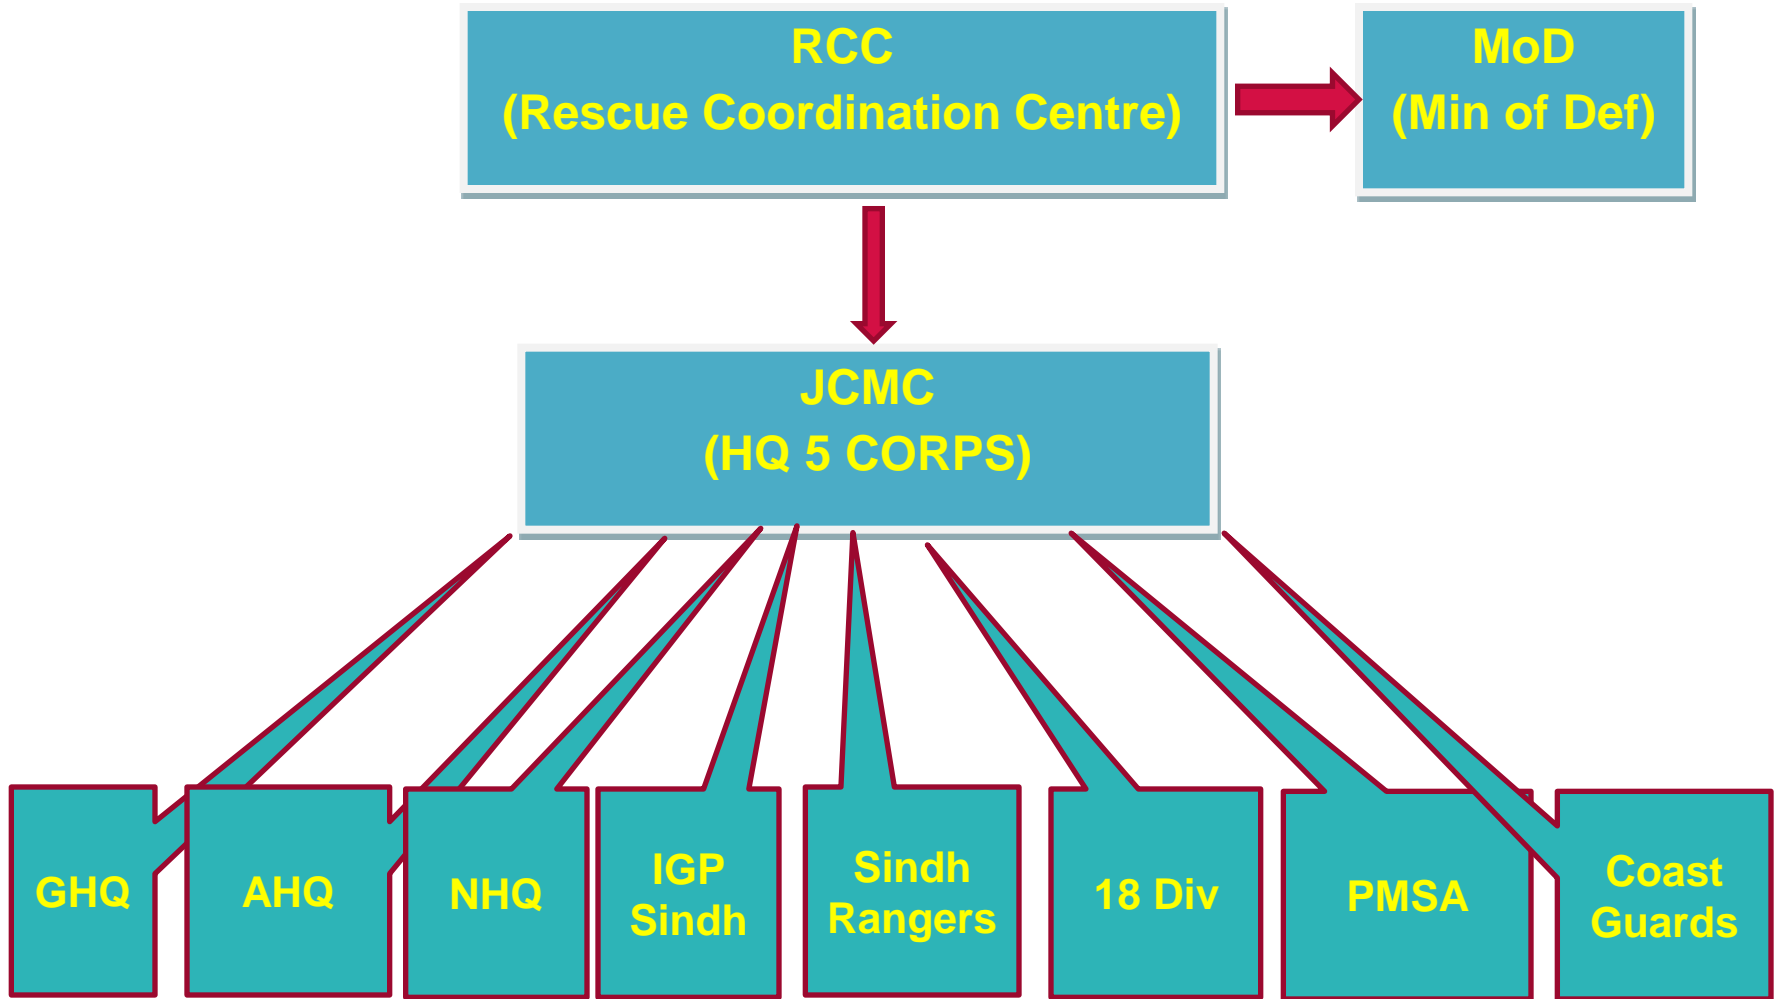 RCC
(Rescue Coordination Centre)
MoD
(Min of Def)
JCMC
(HQ 5 CORPS)
GHQ
AHQ
NHQ
IGP
Sindh
Sindh
Rangers
18 Div
PMSA
Coast
Guards